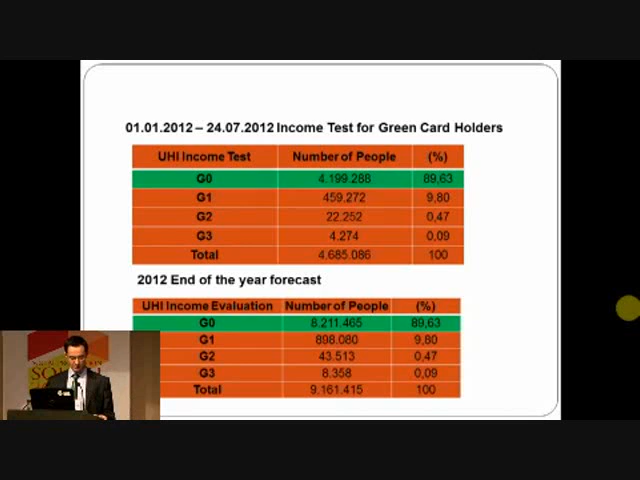 01.01.2012 – 24.07.2012 Income Test for Green Card Holders
UHI Income Test Number of People (%)
G0 4.199.288 89,63
G1 459.272 9,80
G2 22.252 0,47
G3 4.274 0,09
Total 4.685.086 100
2012 End of the year forecast
UHI Income Evaluation Number of People (%)
G0 8.211.465 89,63
G1 898.080 9,80
G2 43.513 0,47
G3 8.358 0,09
Total 9.161.415 100